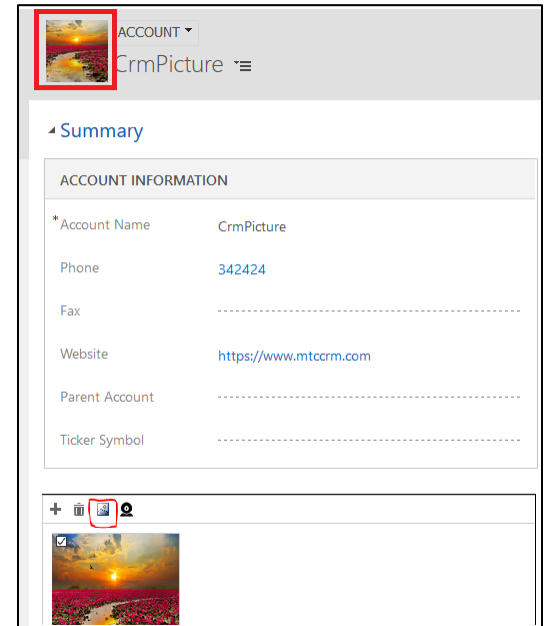 ACCOUNT
CrmPicture
Summary
ACCOUNT INFORMATION
*Account Name CrmPicture
Phone 342424
Fax
Website https://www.mtccrm.com
Parent Account
Ticker Symbol